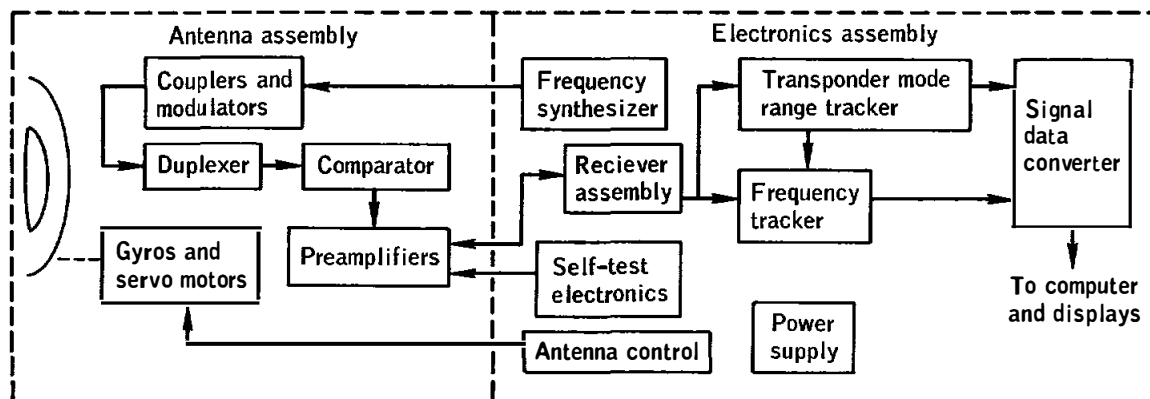 Antenna assembly
Electronics assembly
Couplers and
modulators
Frequency
synthesizer
Transponder mode
range tracker
Signal
data
converter
Duplexer
Comparator
Reciever
assembly
Frequency
tracker
Gyros and
servo motors
Preamplifiers
Self-test
electronics
To computer
and displays
Antenna control
Power
supply